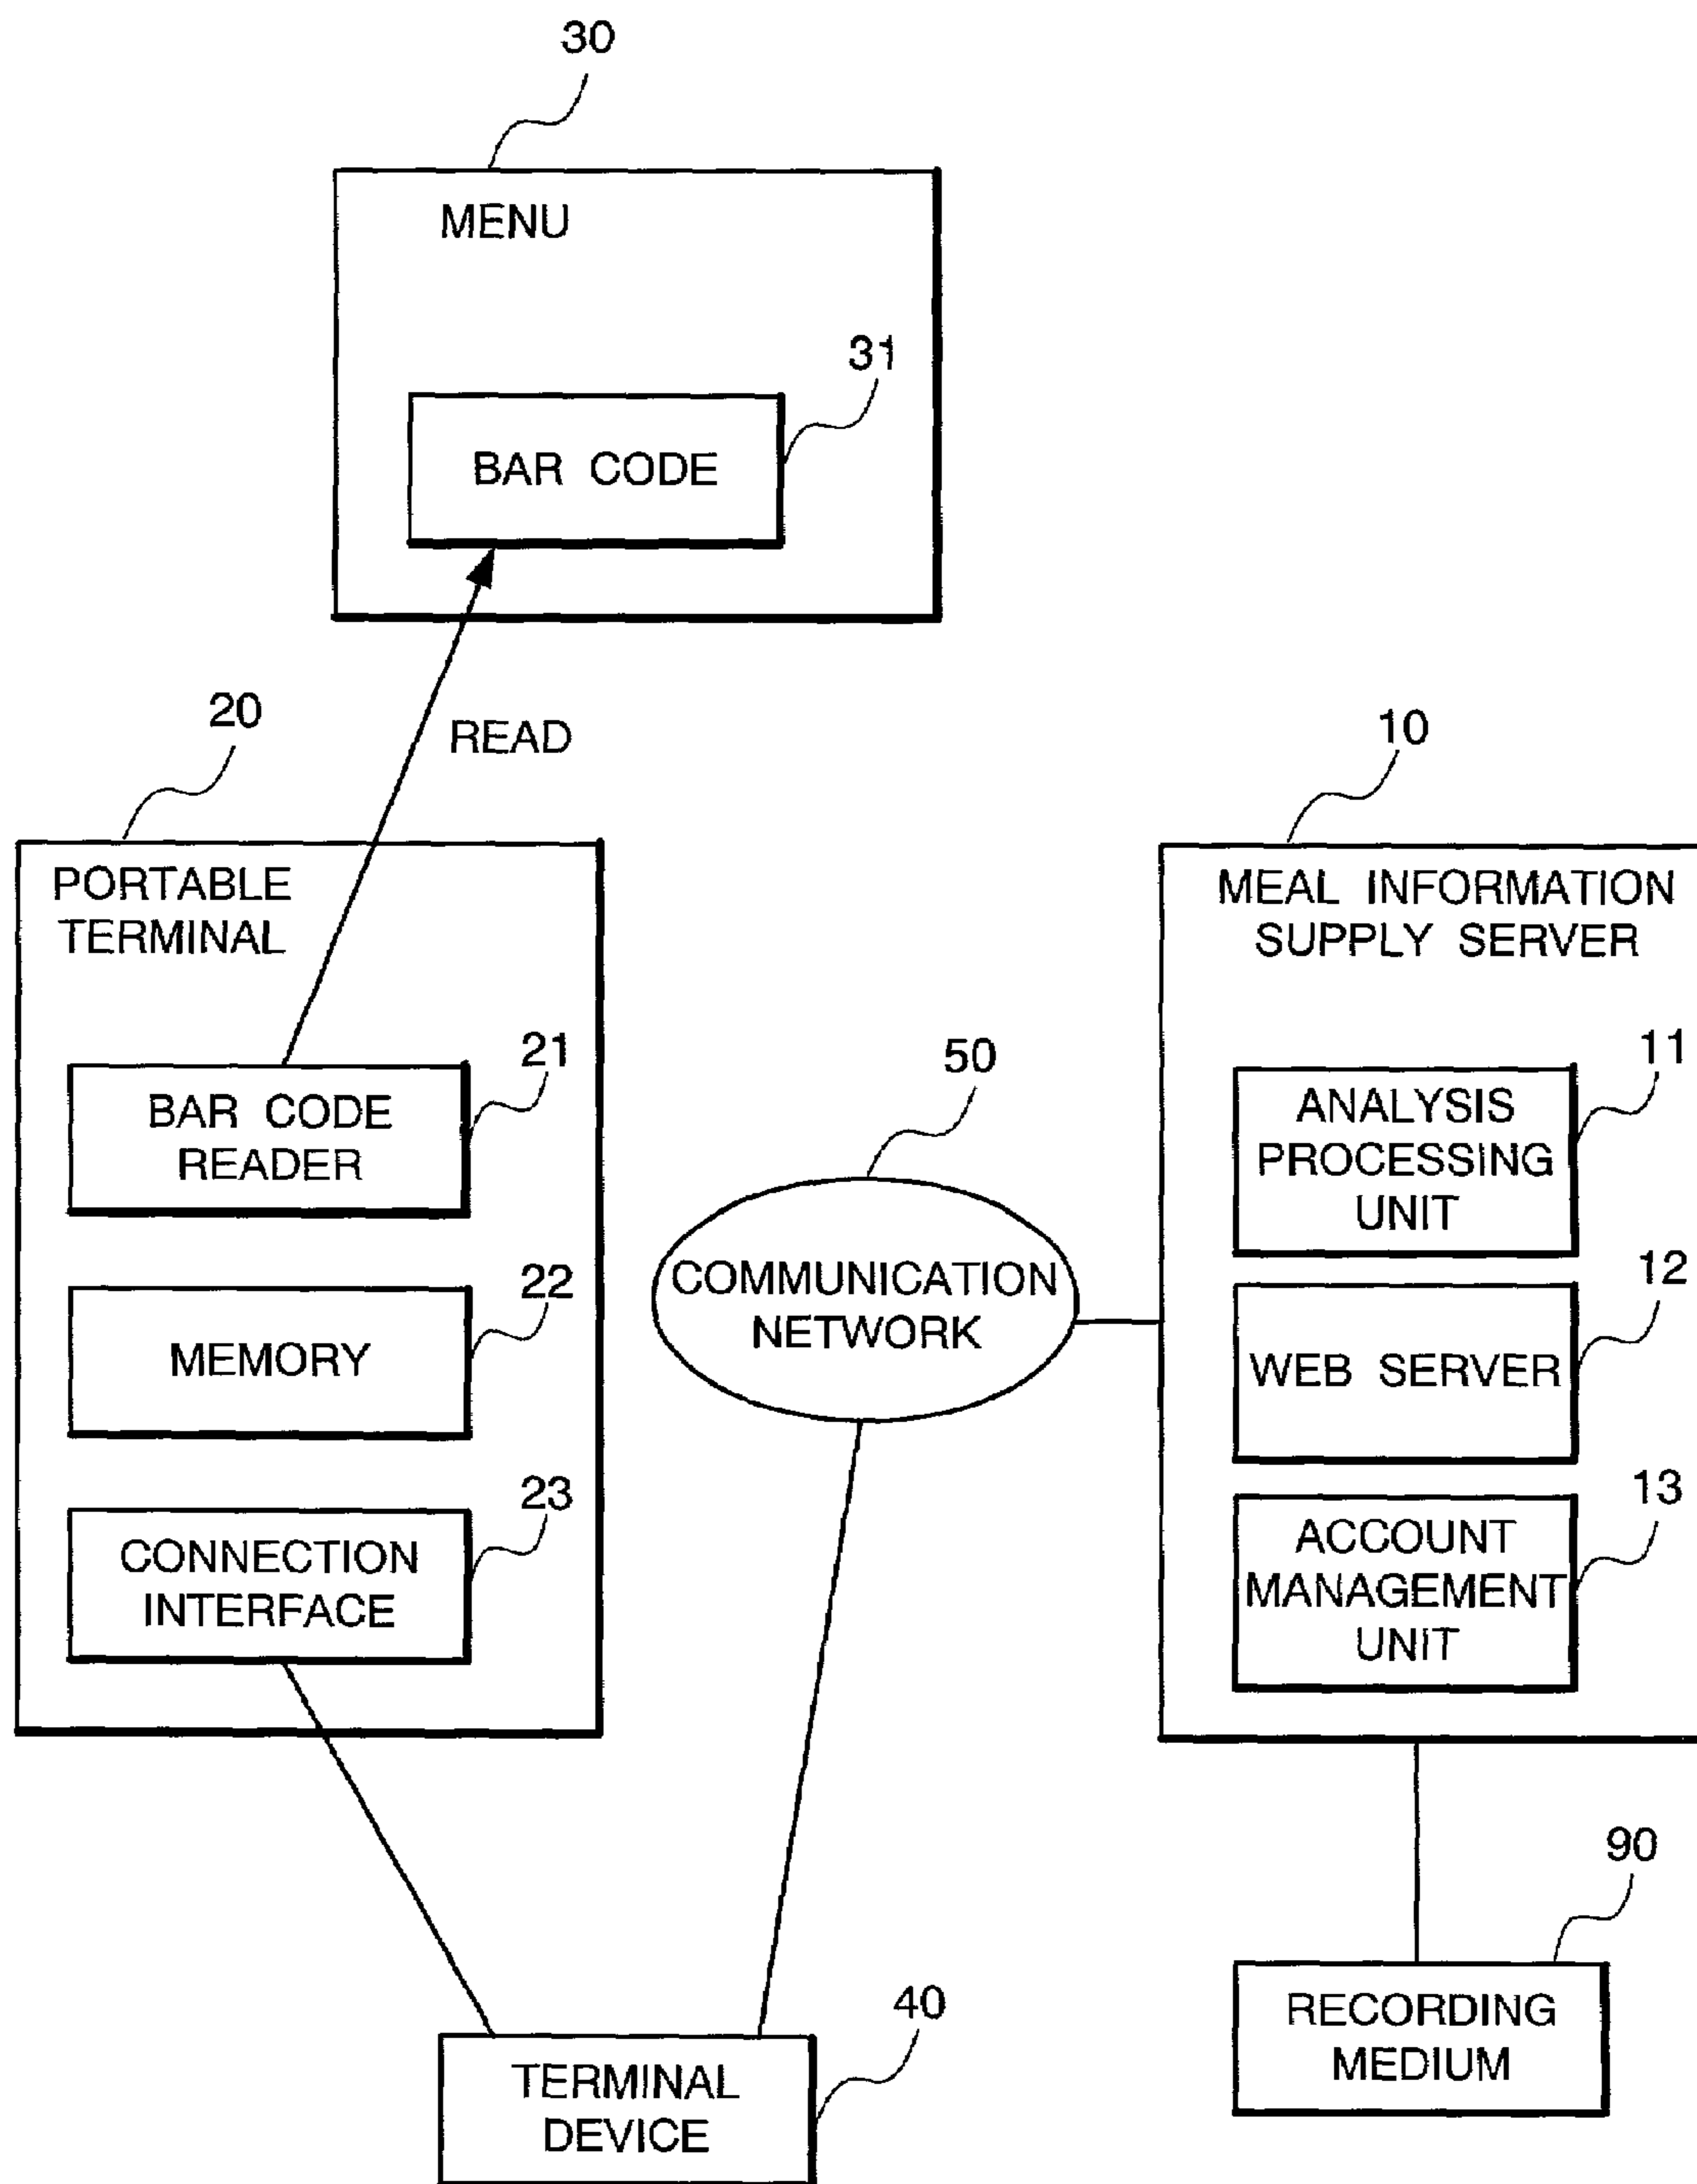 30
MENU
31
BAR CODE
READ
20
PORTABLE
TERMINAL
21
BAR CODE
READER
22
MEMORY
23
CONNECTION
INTERFACE
50
COMMUNICATION
NETWORK
10
MEAL INFORMATION
SUPPLY SERVER
11
ANALYSIS
PROCESSING
UNIT
12
WEB SERVER
13
ACCOUNT
MANAGEMENT
UNIT
90
RECORDING
MEDIUM
40
TERMINAL
DEVICE